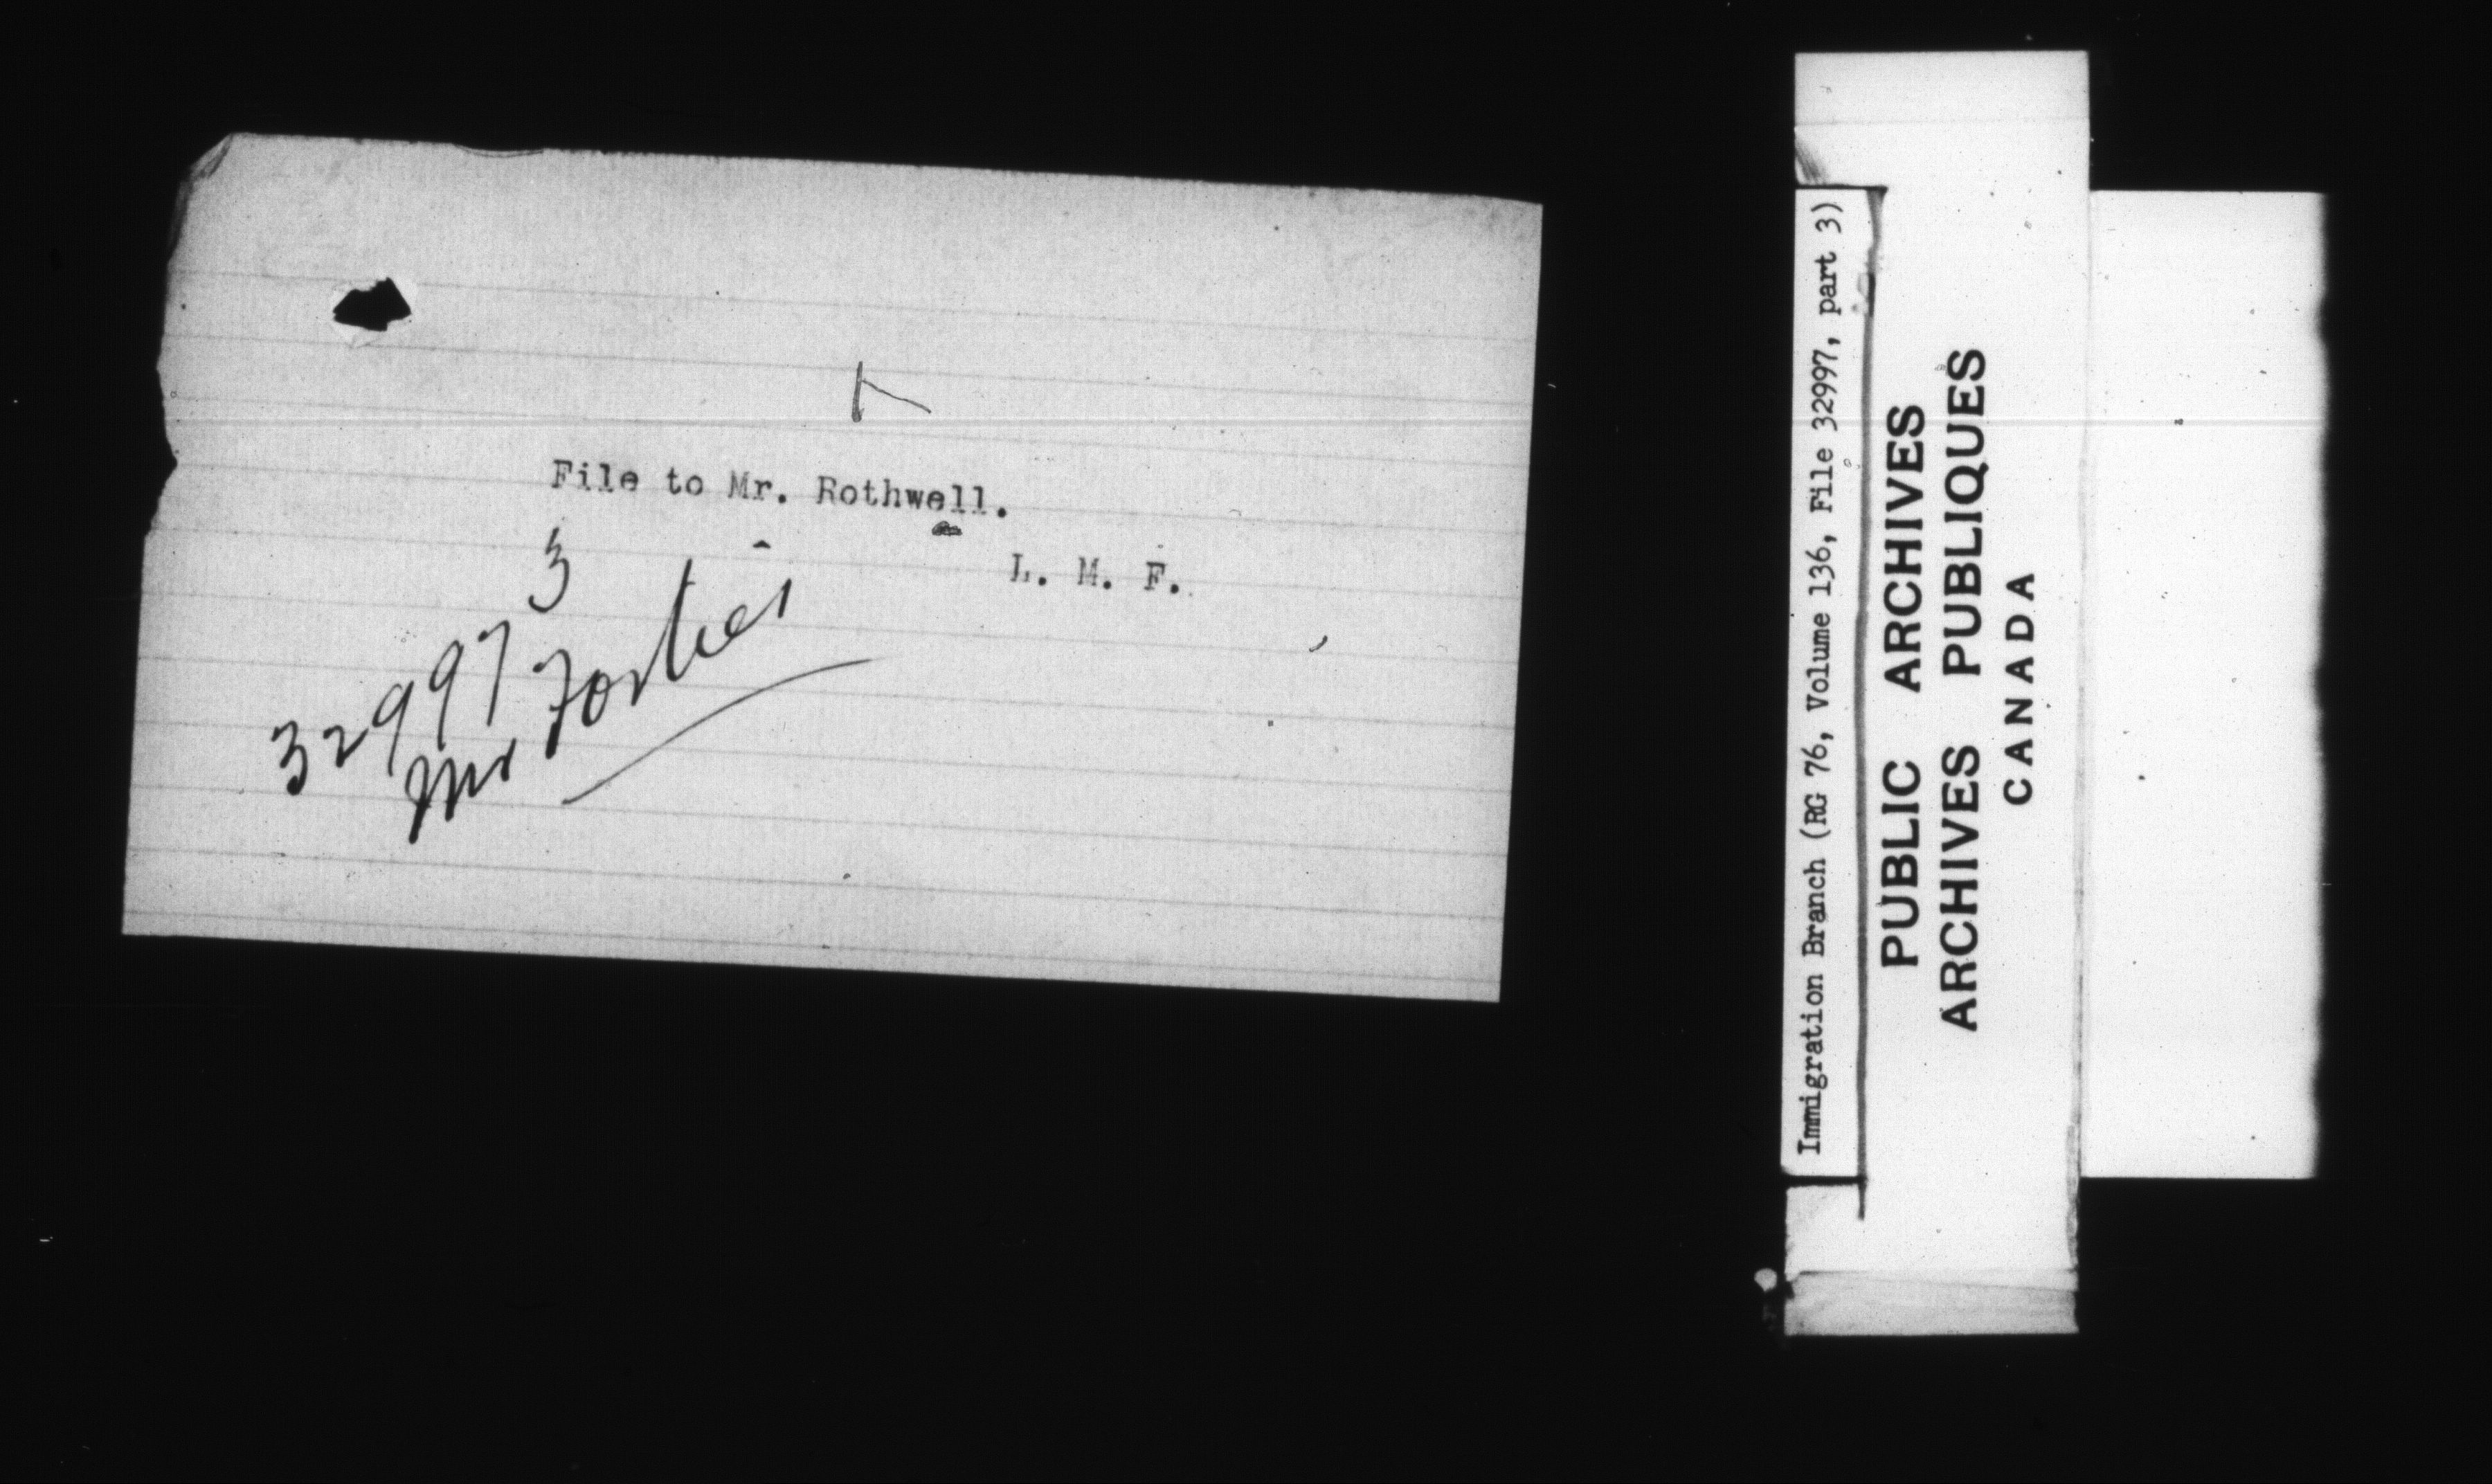 File to Mr. Rothwell.
L. M. F.
32997 3
Mr
Immigration Branch (RG 76, Volume 136, File 32997, part 3)
PUBLIC ARCHIVES
ARCHIVES PUBLIQUES
CANADA